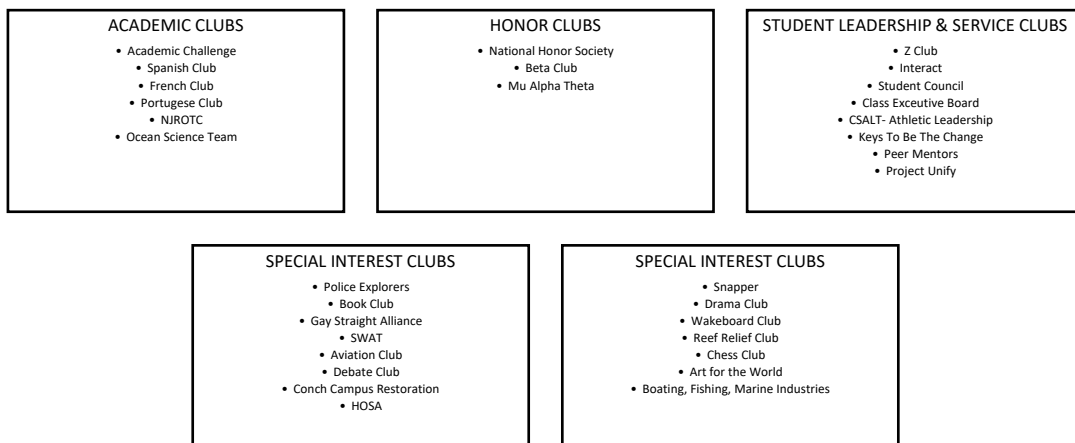 ACADEMIC CLUBS
• Academic Challenge
• Spanish Club
• French Club
• Portugese Club
• NJROTC
• Ocean Science Team
HONOR CLUBS
• National Honor Society
• Beta Club
• Mu Alpha Theta
STUDENT LEADERSHIP & SERVICE CLUBS
• Z Club
• Interact
• Student Council
• Class Exceutive Board
• CSALT- Athletic Leadership
• Keys To Be The Change
• Peer Mentors
• Project Unify
SPECIAL INTEREST CLUBS
• Police Explorers
• Book Club
• Gay Straight Alliance
• SWAT
• Aviation Club
• Debate Club
• Conch Campus Restoration
• HOSA
SPECIAL INTEREST CLUBS
• Snapper
• Drama Club
• Wakeboard Club
• Reef Relief Club
• Chess Club
• Art for the World
• Boating, Fishing, Marine Industries